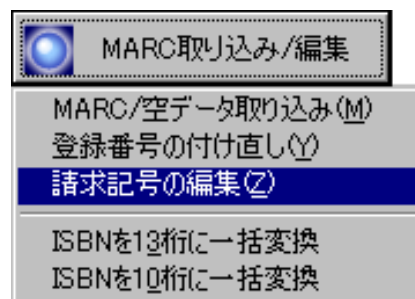 MARC取り込み/編集
MARC/空データ取り込み(M)
登録番号の付け直し(Y)
請求記号の編集(Z)
ISBNを13桁に一括変換
ISBNを10桁に一括変換